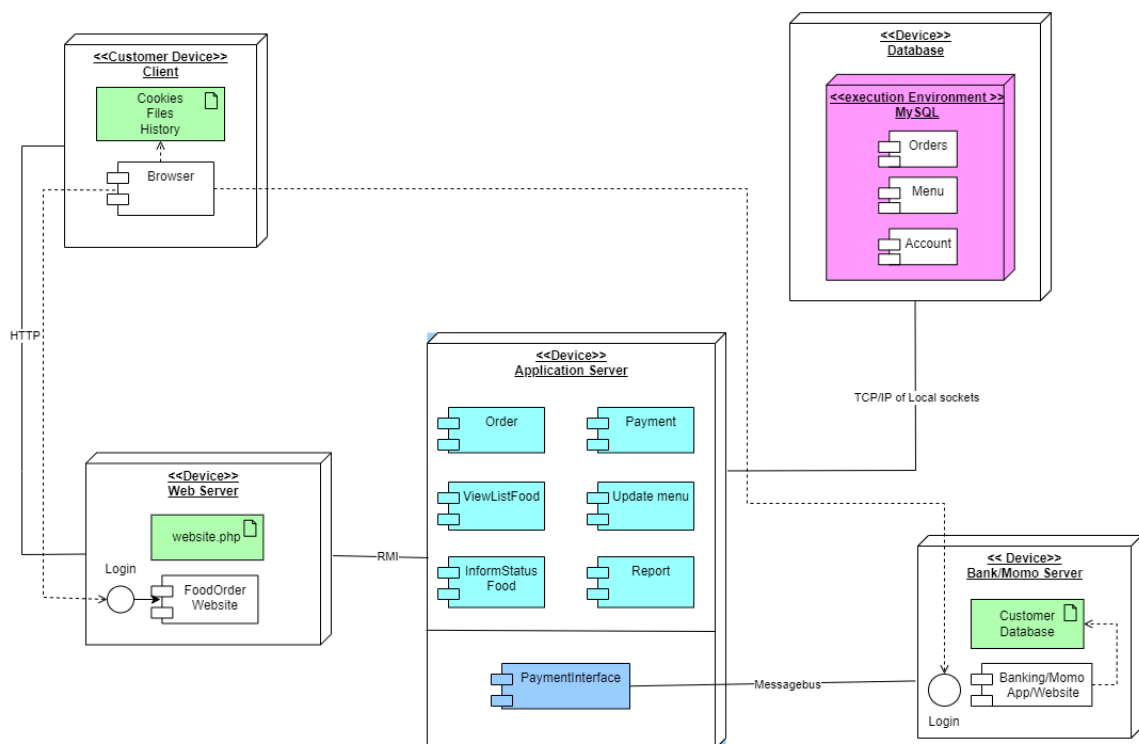 <<Customer Device>>
Client
Cookies
Files
History
Browser
<<Device>>
Database
<<execution Environment >>
MySQL
Orders
Menu
Account
HTTP
TCP/IP of Local sockets
<<Device>>
Application Server
Order
Payment
ViewListFood
Update menu
InformStatus
Food
Report
PaymentInterface
<<Device>>
Web Server
website.php
Login
FoodOrder
Website
RMI
Messagebus
<< Device>>
Bank/Momo Server
Customer
Database
Banking/Momo
App/Website
Login